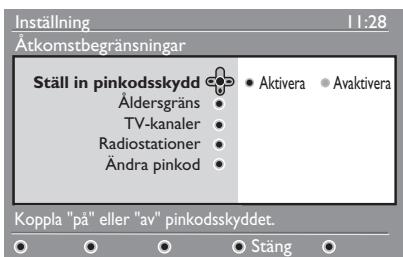 Inställning 11:28
Åtkomstbegränsningar
Ställ in pinkodsskydd Aktivera Avaktivera
Åldersgräns
TV-kanaler
Radiostationer
Ändra pinkod
Koppla "på" eller "av" pinkodsskyddet.
Stäng